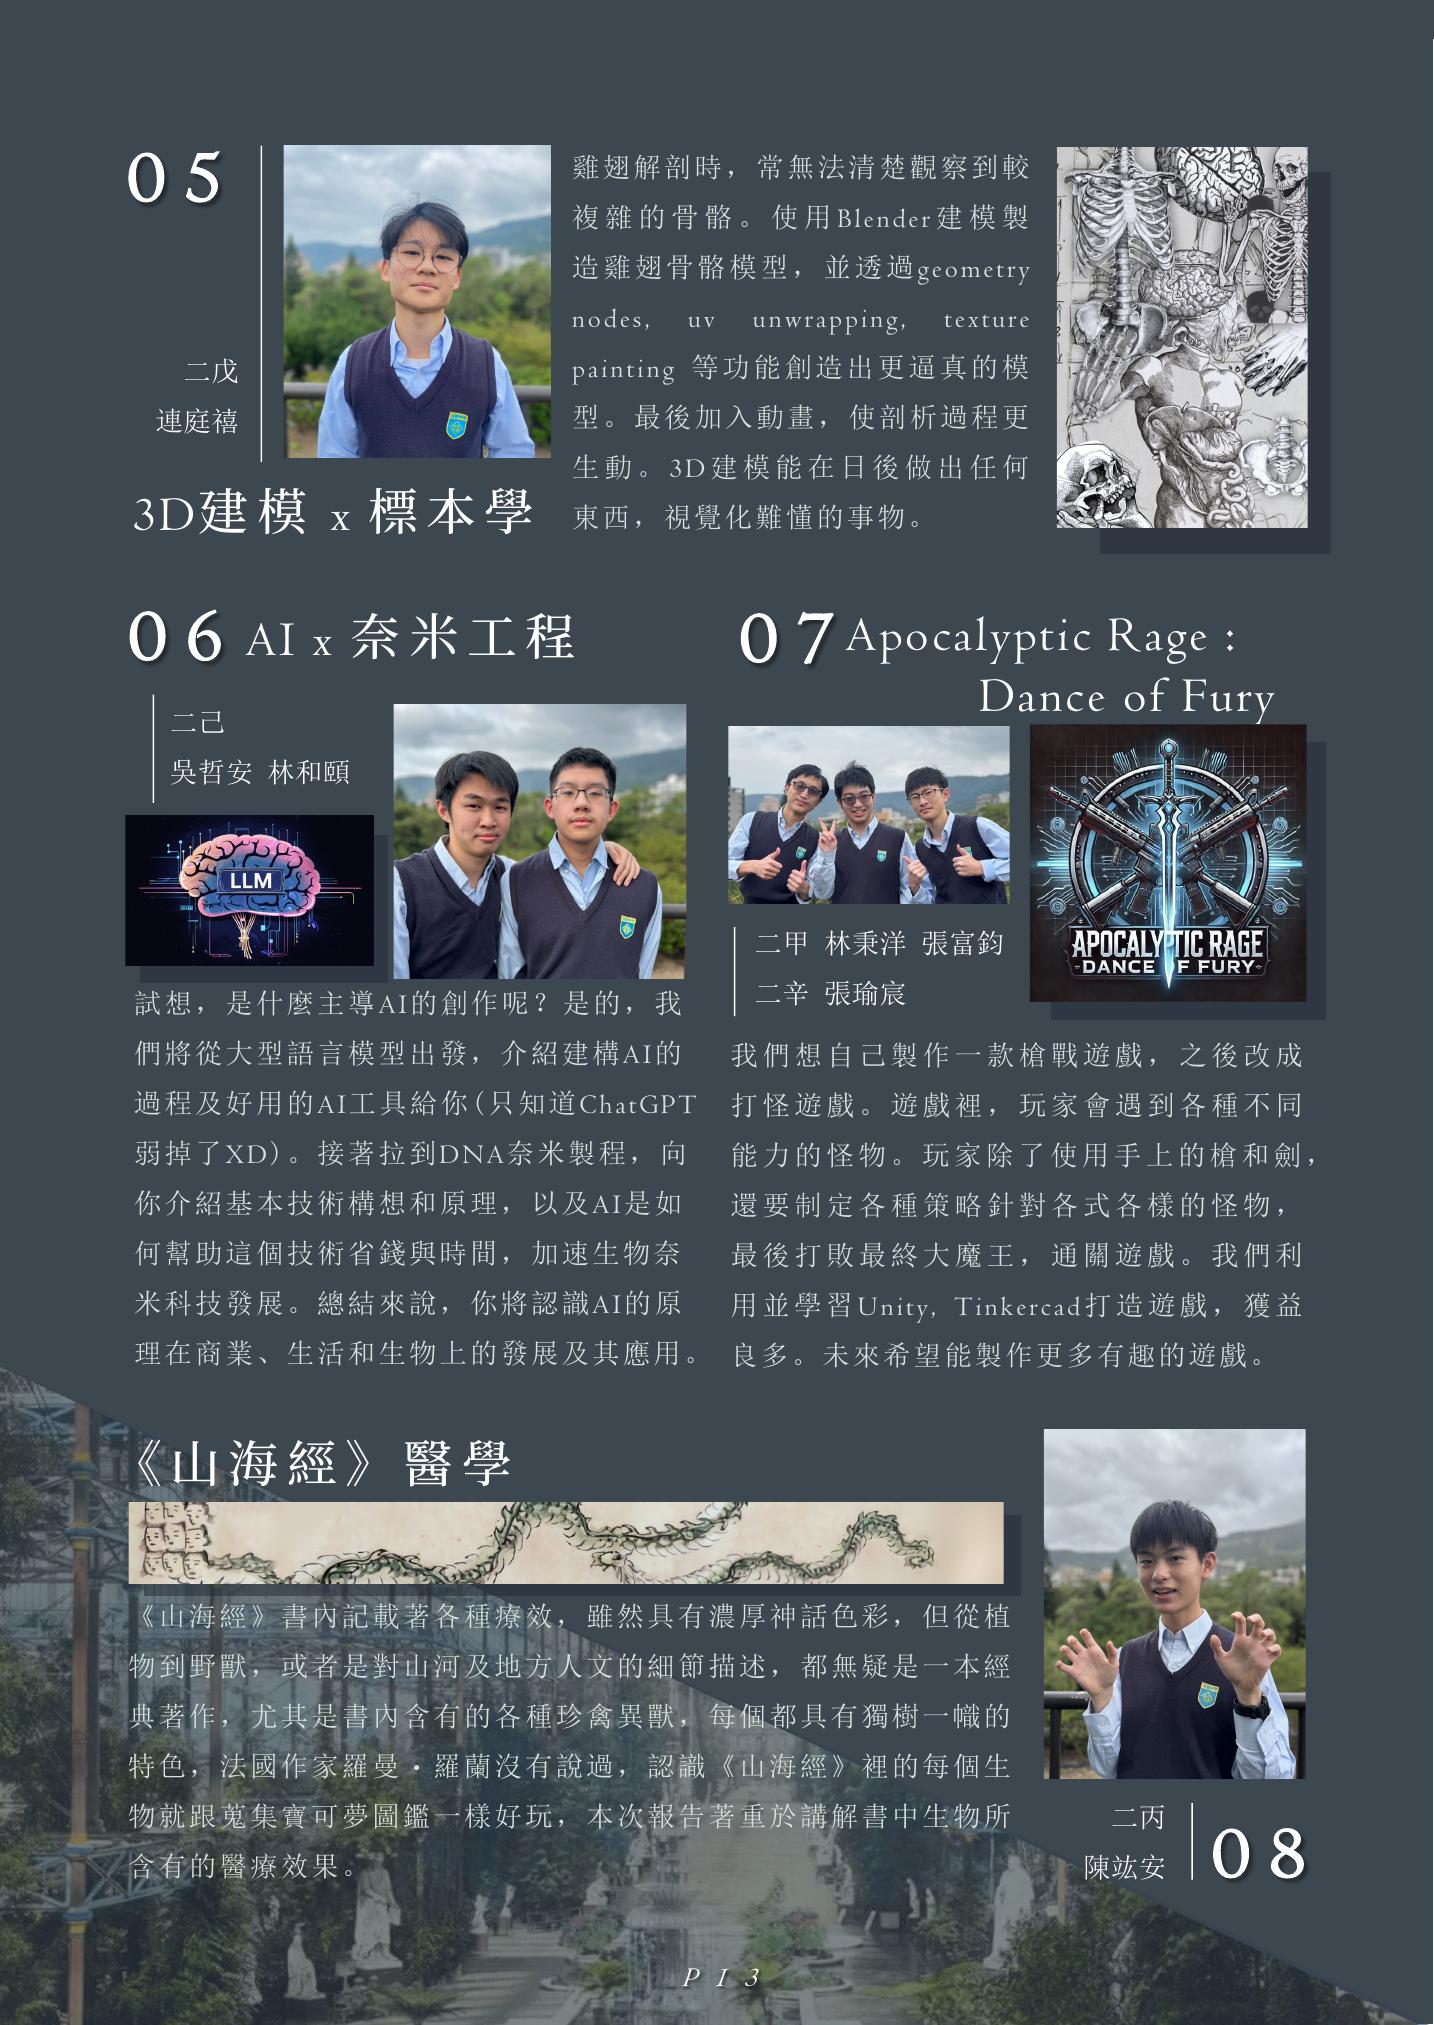 05
二戊
連庭禧
3D建模 x 標本學
雞翅解剖時，常無法清楚觀察到較
複雜的骨骼。使用Blender建模製
造雞翅骨骼模型，並透過geometry
nodes, uv unwrapping, texture
painting 等功能創造出更逼真的模
型。最後加入動畫，使剖析過程更
生動。3D建模能在日後做出任何
東西，視覺化難懂的事物。
06 AI x 奈米工程
二己
吳哲安 林和頤
LLM
試想，是什麼主導AI的創作呢？是的，我
們將從大型語言模型出發，介紹建構AI的
過程及好用的AI工具給你（只知道ChatGPT
弱掉了XD）。接著拉到DNA奈米製程，向
你介紹基本技術構想和原理，以及AI是如
何幫助這個技術省錢與時間，加速生物奈
米科技發展。總結來說，你將認識AI的原
理在商業、生活和生物上的發展及其應用。
07 Apocalyptic Rage :
Dance of Fury
APOCALYPTIC RAGE
DANCE OF FURY
二甲 林秉洋 張富鈞
二辛 張瑜宸
我們想自己製作一款槍戰遊戲，之後改成
打怪遊戲。遊戲裡，玩家會遇到各種不同
能力的怪物。玩家除了使用手上的槍和劍，
還要制定各種策略針對各式各樣的怪物，
最後打敗最終大魔王，通關遊戲。我們利
用並學習Unity, Tinkercad打造遊戲，獲益
良多。未來希望能製作更多有趣的遊戲。
《山海經》醫學
《山海經》書內記載著各種療效，雖然具有濃厚神話色彩，但從植
物到野獸，或者是對山河及地方人文的細節描述，都無疑是一本經
典著作，尤其是書內含有的各種珍禽異獸，每個都具有獨樹一幟的
特色，法國作家羅曼·羅蘭沒有說過，認識《山海經》裡的每個生
物就跟蒐集寶可夢圖鑑一樣好玩，本次報告著重於講解書中生物所
含有的醫療效果。
二丙
陳竑安
08
P13